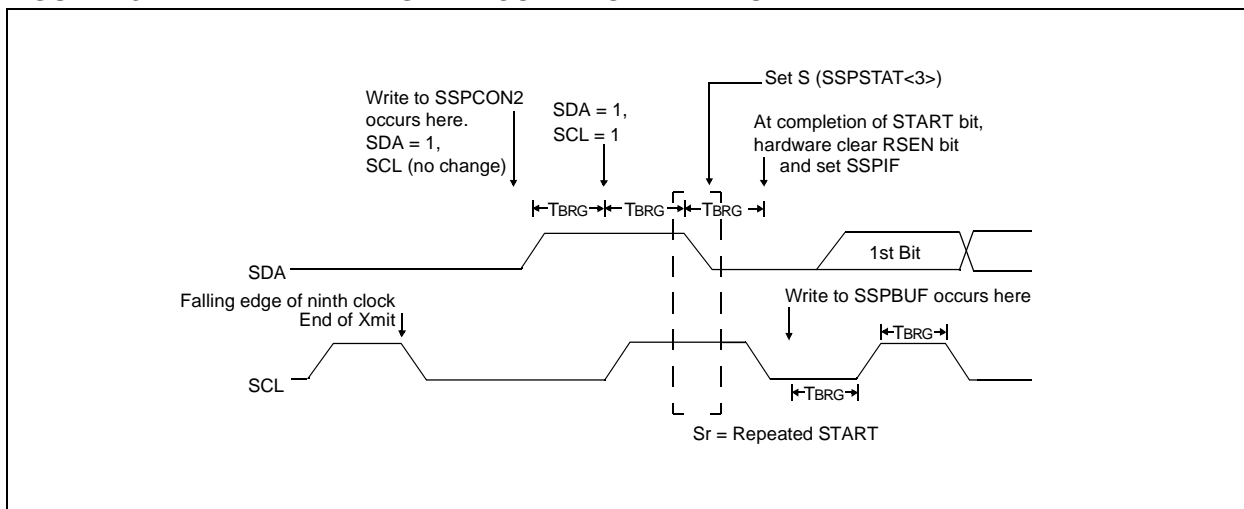 Set S (SSPSTAT<3>)
Write to SSPCON2
occurs here.
SDA = 1,
SCL (no change)
SDA = 1,
SCL = 1
At completion of START bit,
hardware clear RSEN bit
and set SSPIF
TBRG
TBRG
TBRG
SDA
1st Bit
Falling edge of ninth clock
End of Xmit
Write to SSPBUF occurs here
TBRG
SCL
TBRG
Sr = Repeated START